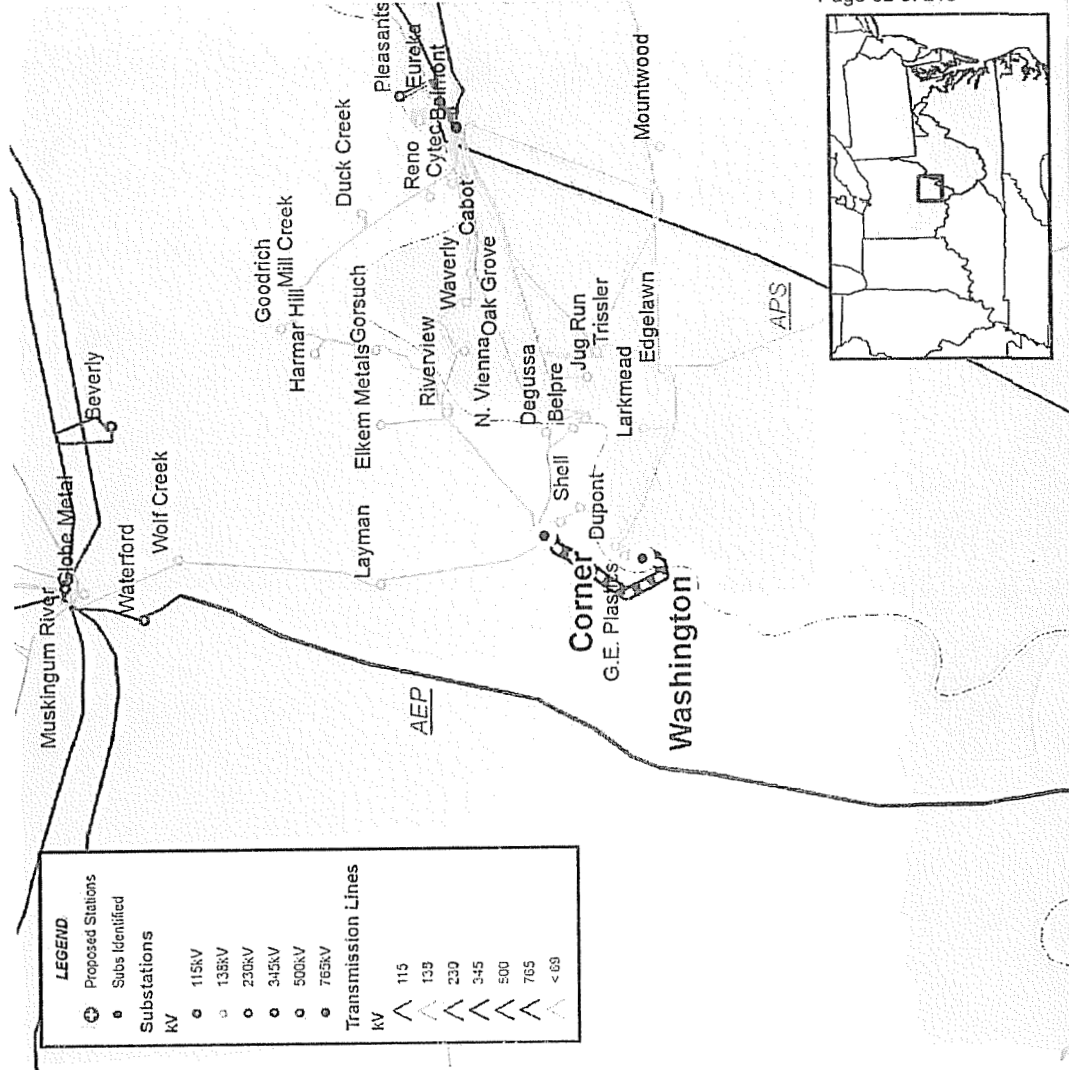 LEGEND
Proposed Stations
Subs Identified
Substations
kV
115kV
138kV
230kV
345kV
500kV
765kV
Transmission Lines
kV
115
138
230
345
500
765
< 69
Muskingum River
Globe Metal
Beverly
Waterford
Wolf Creek
Layman
Elkem Metals
Gorsuch
Harmar Hill
Goodrich
Mill Creek
Duck Creek
Pleasants
Eureka
Belmont
Cytec
Reno
Cabot
Waverly
Oak Grove
N. Vienna
Riverview
Degussa
Belpre
Jug Run
Trissler
Shell
Dupont
Larkmead
Edgelawn
Mountwood
Corner
G.E. Plastics
Washington
AEP
APS